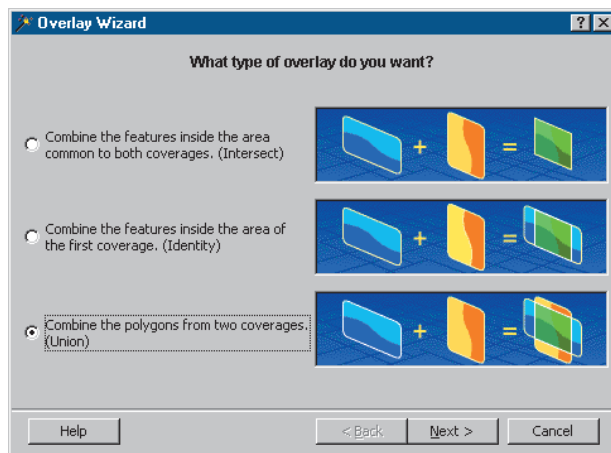 Overlay Wizard
What type of overlay do you want?
Combine the features inside the area
common to both coverages. (Intersect)
+ =
Combine the features inside the area of
the first coverage. (Identity)
+ =
Combine the polygons from two coverages.
(Union)
+ =
Help
< Back
Next >
Cancel